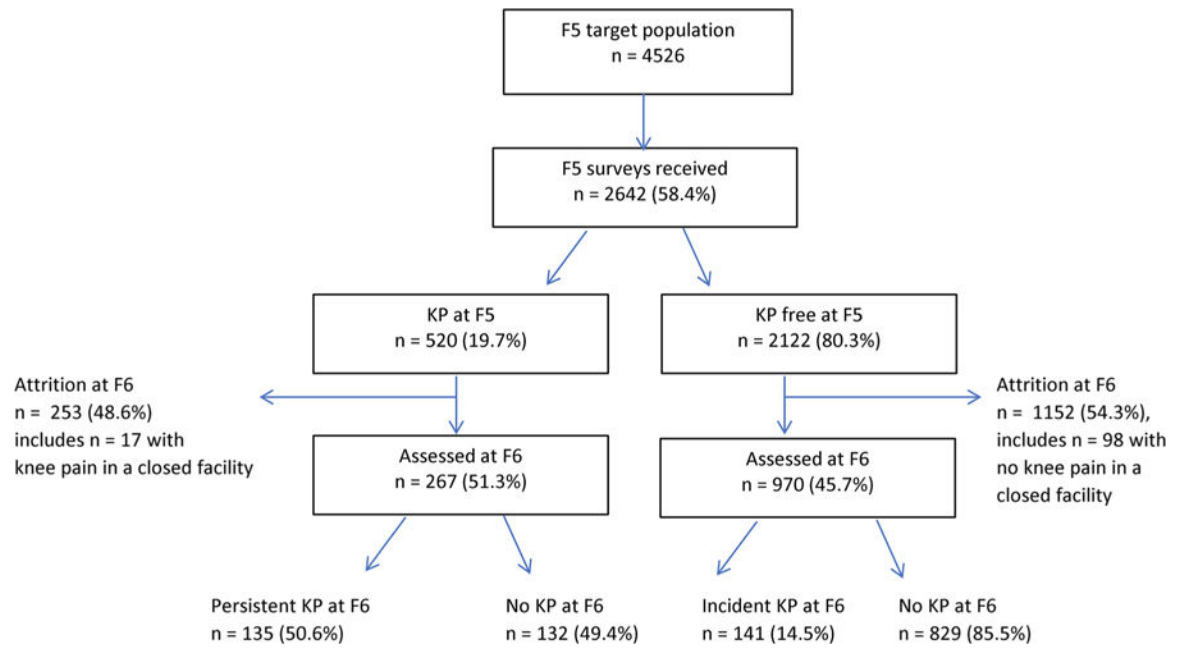 F5 target population
n = 4526
F5 surveys received
n = 2642 (58.4%)
KP at F5
n = 520 (19.7%)
KP free at F5
n = 2122 (80.3%)
Attrition at F6
n = 253 (48.6%)
includes n = 17 with
knee pain in a closed facility
Attrition at F6
n = 1152 (54.3%),
includes n = 98 with
no knee pain in a
closed facility
Assessed at F6
n = 267 (51.3%)
Assessed at F6
n = 970 (45.7%)
Persistent KP at F6
n = 135 (50.6%)
No KP at F6
n = 132 (49.4%)
Incident KP at F6
n = 141 (14.5%)
No KP at F6
n = 829 (85.5%)